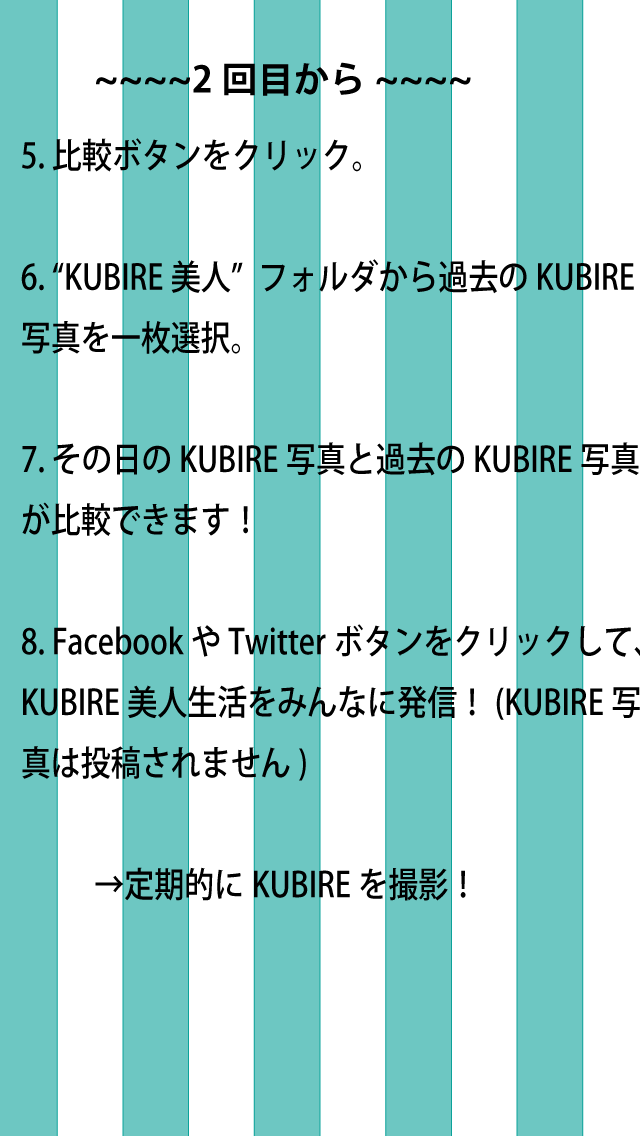 ~~~~2 回目から ~~~~
5. 比較ボタンをクリック。
6. “KUBIRE 美人” フォルダから過去の KUBIRE
写真を一枚選択。
7. その日の KUBIRE 写真と過去の KUBIRE 写真
が比較できます！
8. Facebook や Twitter ボタンをクリックして、
KUBIRE 美人生活をみんなに発信！ (KUBIRE 写
真は投稿されません )
→定期的に KUBIRE を撮影！